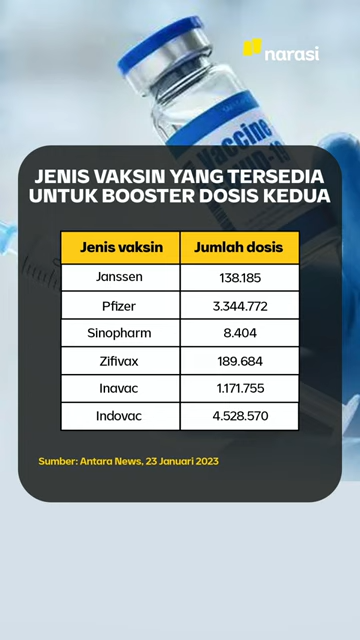 narasi
Vaccine
JENIS VAKSIN YANG TERSEDIA
UNTUK BOOSTER DOSIS KEDUA
Jenis vaksin Jumlah dosis
Janssen 138.185
Pfizer 3.344.772
Sinopharm 8.404
Zifivax 189.684
Inavac 1.171.755
Indovac 4.528.570
Sumber: Antara News, 23 Januari 2023